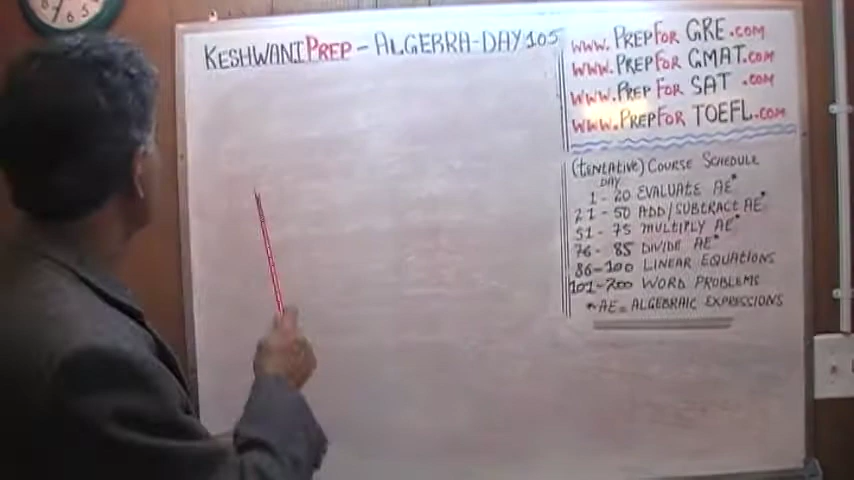 KESHWANIPREP - ALGEBRA - DAY 105
www.PREPFOR GRE.COM
www.PREPFOR GMAT.COM
www.PREPFOR SAT.COM
www.PREPFOR TOEFL.COM
(TENTATIVE) COURSE SCHEDULE
DAY
1 - 20 EVALUATE AE*
21 - 50 ADD/SUBTRACT AE*
51 - 75 MULTIPLY AE*
76 - 85 DIVIDE AE*
86-100 LINEAR EQUATIONS
101-200 WORD PROBLEMS
*AE = ALGEBRAIC EXPRESSIONS